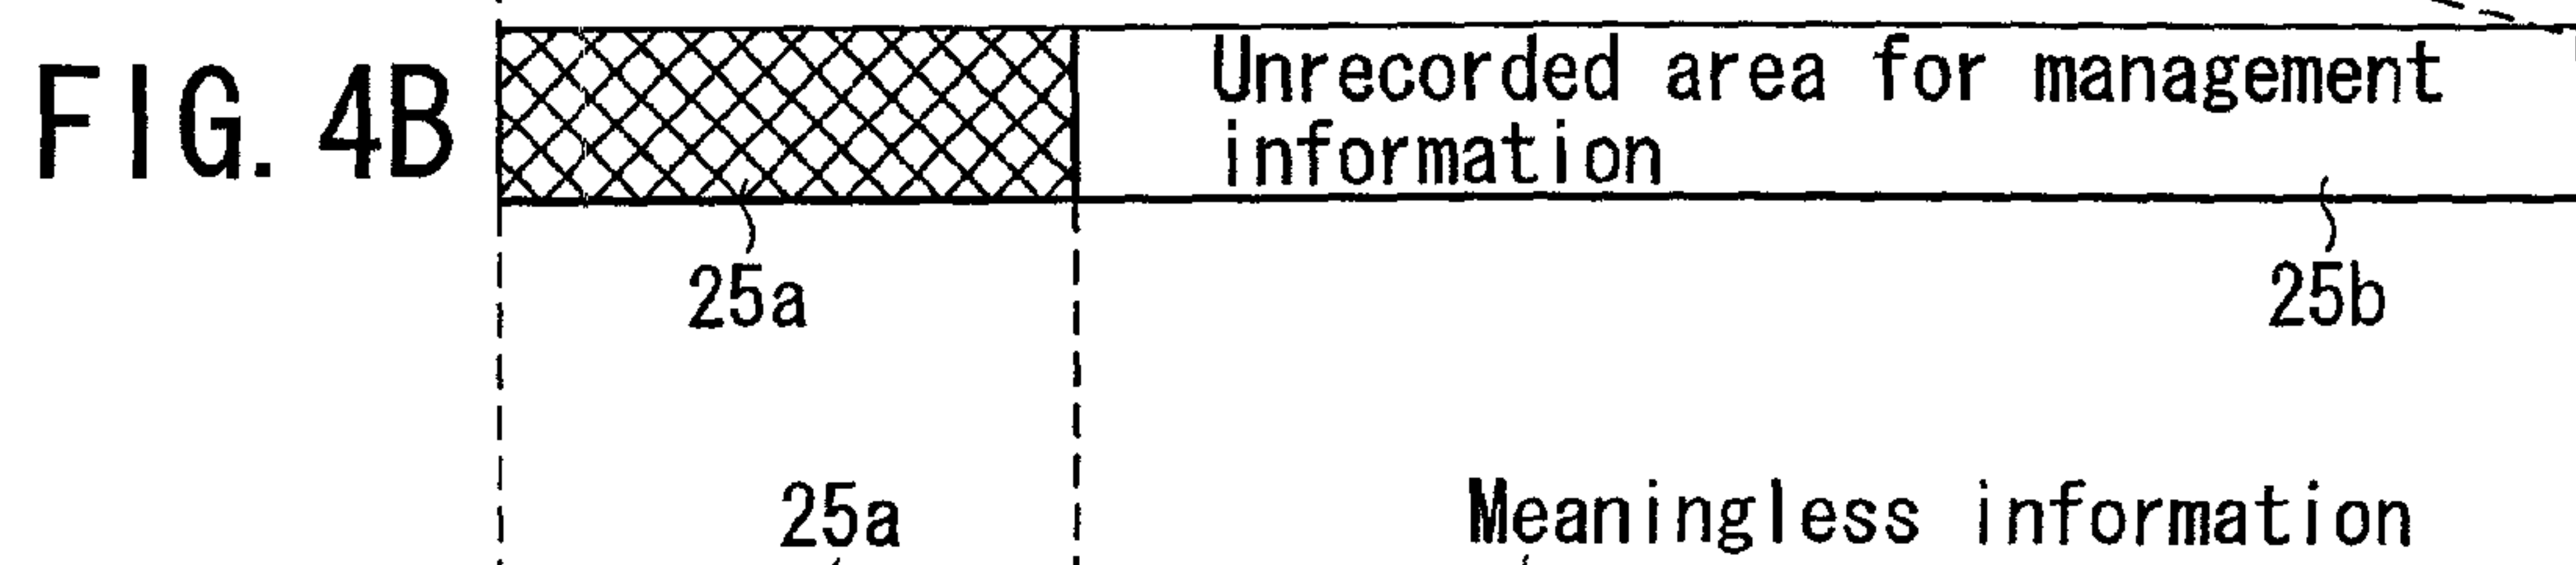 FIG. 4B
Unrecorded area for management
information
25a
25b
25a
Meaningless information